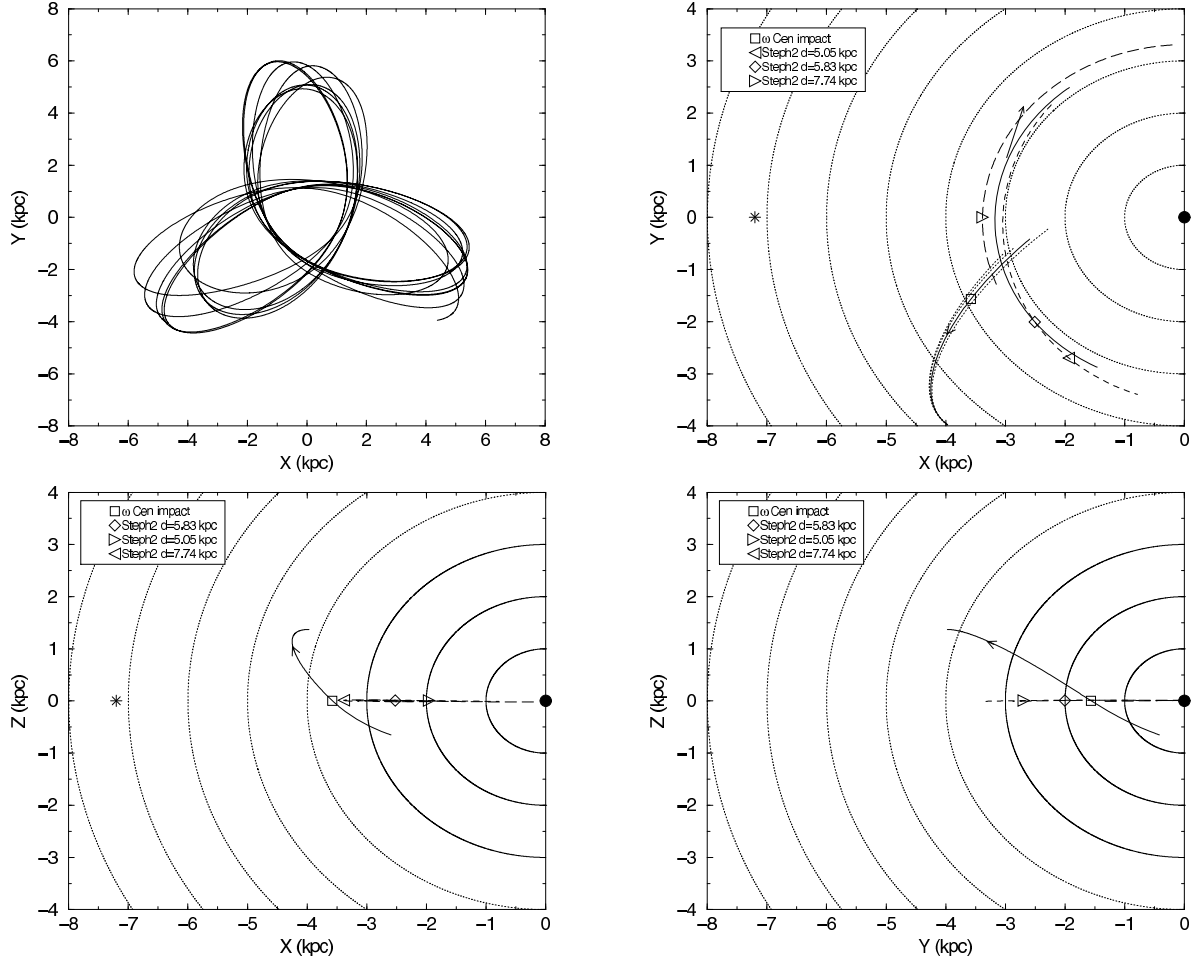 8
6
4
2
0
−2
−4
−6
−8
Y (kpc)
−8 −6 −4 −2 0 2 4 6 8
X (kpc)
4
3
2
1
0
−1
−2
−3
−4
Y (kpc)
ω Cen impact
Steph2 d=5.05 kpc
Steph2 d=5.83 kpc
Steph2 d=7.74 kpc
−8 −7 −6 −5 −4 −3 −2 −1 0
X (kpc)
4
3
2
1
0
−1
−2
−3
−4
Z (kpc)
ω Cen impact
Steph2 d=5.83 kpc
Steph2 d=5.05 kpc
Steph2 d=7.74 kpc
−8 −7 −6 −5 −4 −3 −2 −1 0
X (kpc)
4
3
2
1
0
−1
−2
−3
−4
Z (kpc)
ω Cen impact
Steph2 d=5.83 kpc
Steph2 d=5.05 kpc
Steph2 d=7.74 kpc
−8 −7 −6 −5 −4 −3 −2 −1 0
Y (kpc)